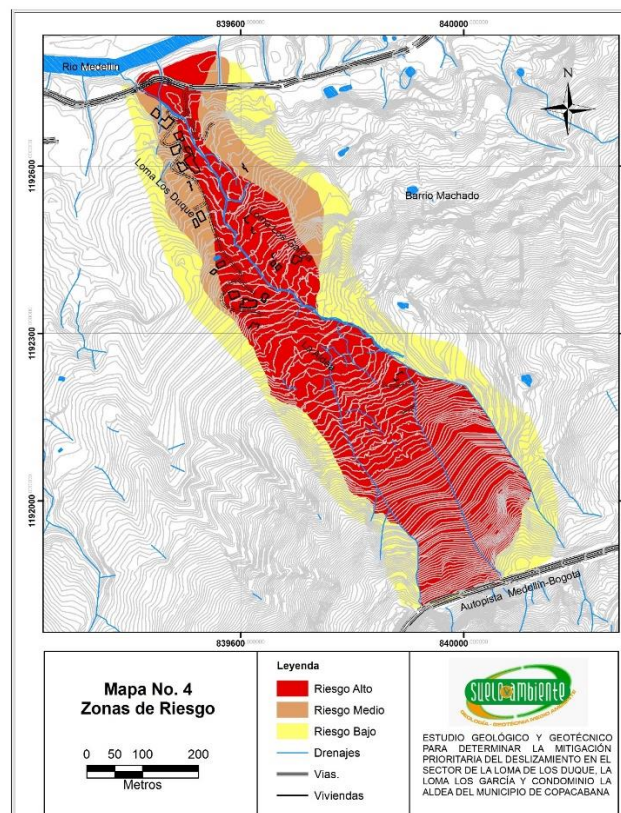 839600
840000
Río Medellín
N
1192600
Barrio Machado
Loma Los Duque
1192300
1192000
Autopista Medellín-Bogota
839600
840000
Mapa No. 4
Zonas de Riesgo
0 50 100 200
Metros
Leyenda
Riesgo Alto
Riesgo Medio
Riesgo Bajo
Drenajes
Vias.
Viviendas
suelo ambiente
ESTUDIO GEOLÓGICO Y GEOTÉCNICO
PARA DETERMINAR LA MITIGACIÓN
PRIORITARIA DEL DESLIZAMIENTO EN EL
SECTOR DE LA LOMA DE LOS DUQUE, LA
LOMA LOS GARCÍA Y CONDOMINIO LA
ALDEA DEL MUNICIPIO DE COPACABANA